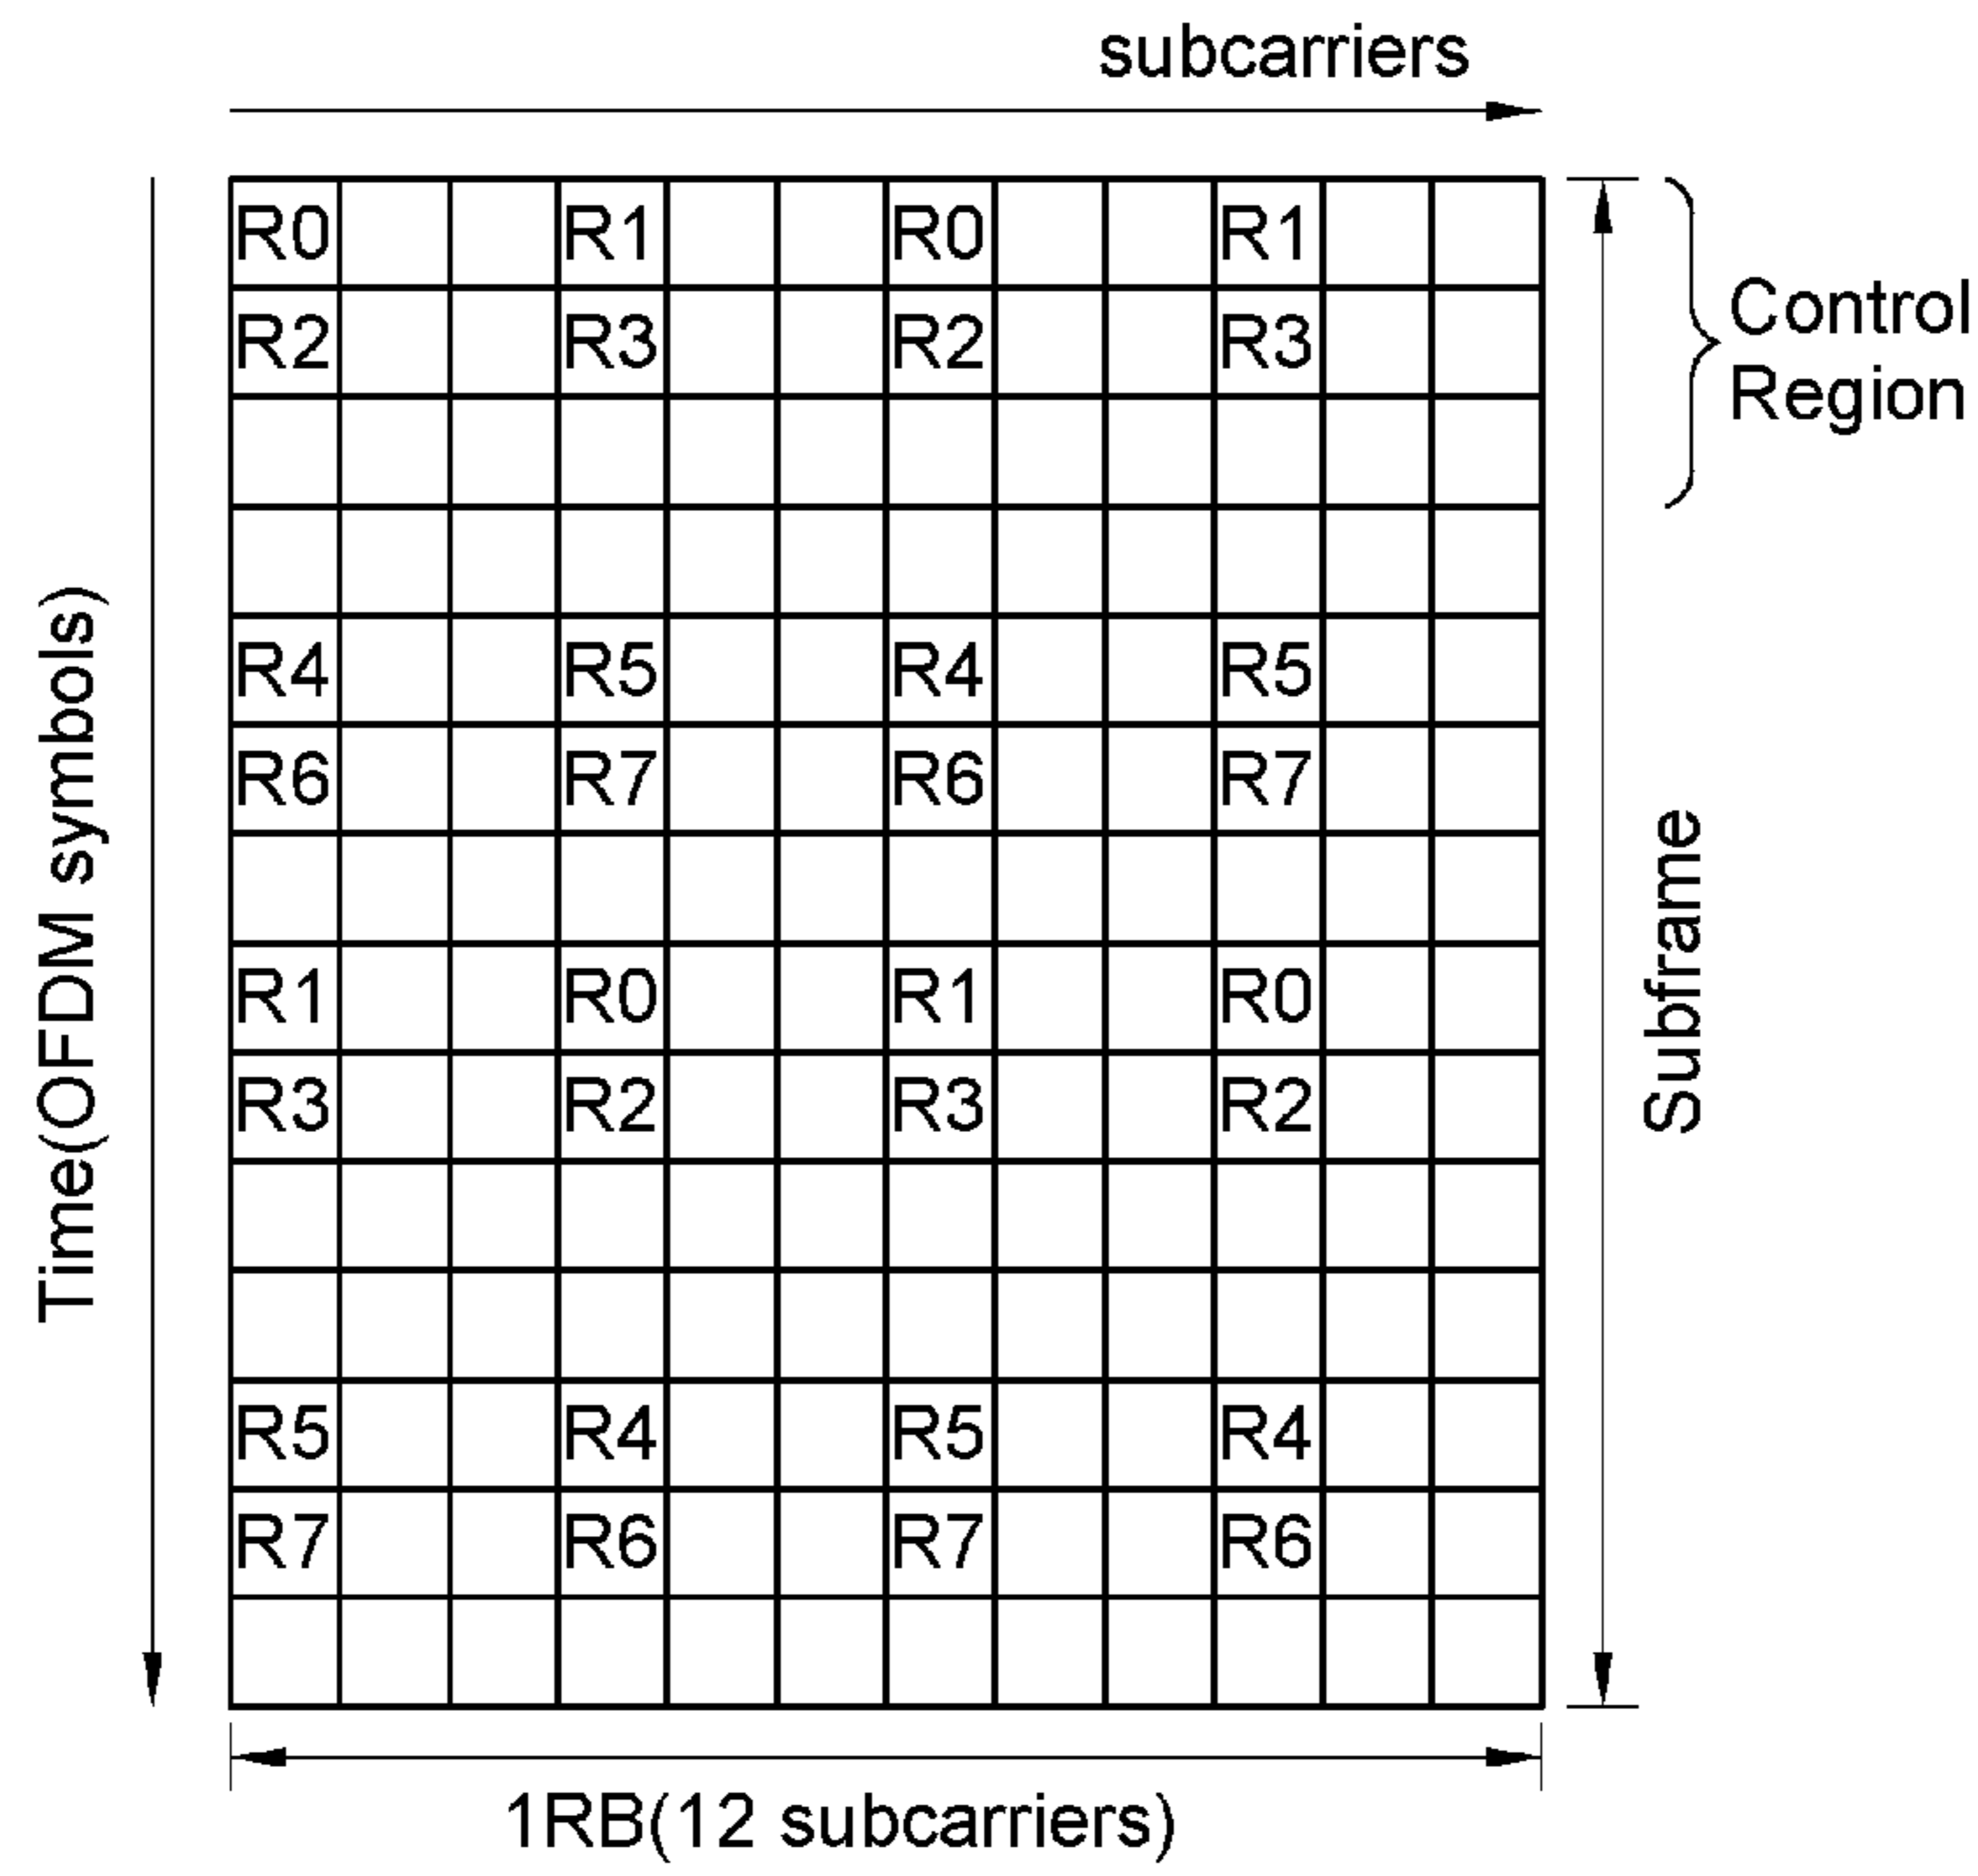 subcarriers
R0 R1 R0 R1
R2 R3 R2 R3
Control
Region
R4 R5 R4 R5
R6 R7 R6 R7
Time(OFDM symbols)
Subframe
R1 R0 R1 R0
R3 R2 R3 R2
R5 R4 R5 R4
R7 R6 R7 R6
1RB(12 subcarriers)